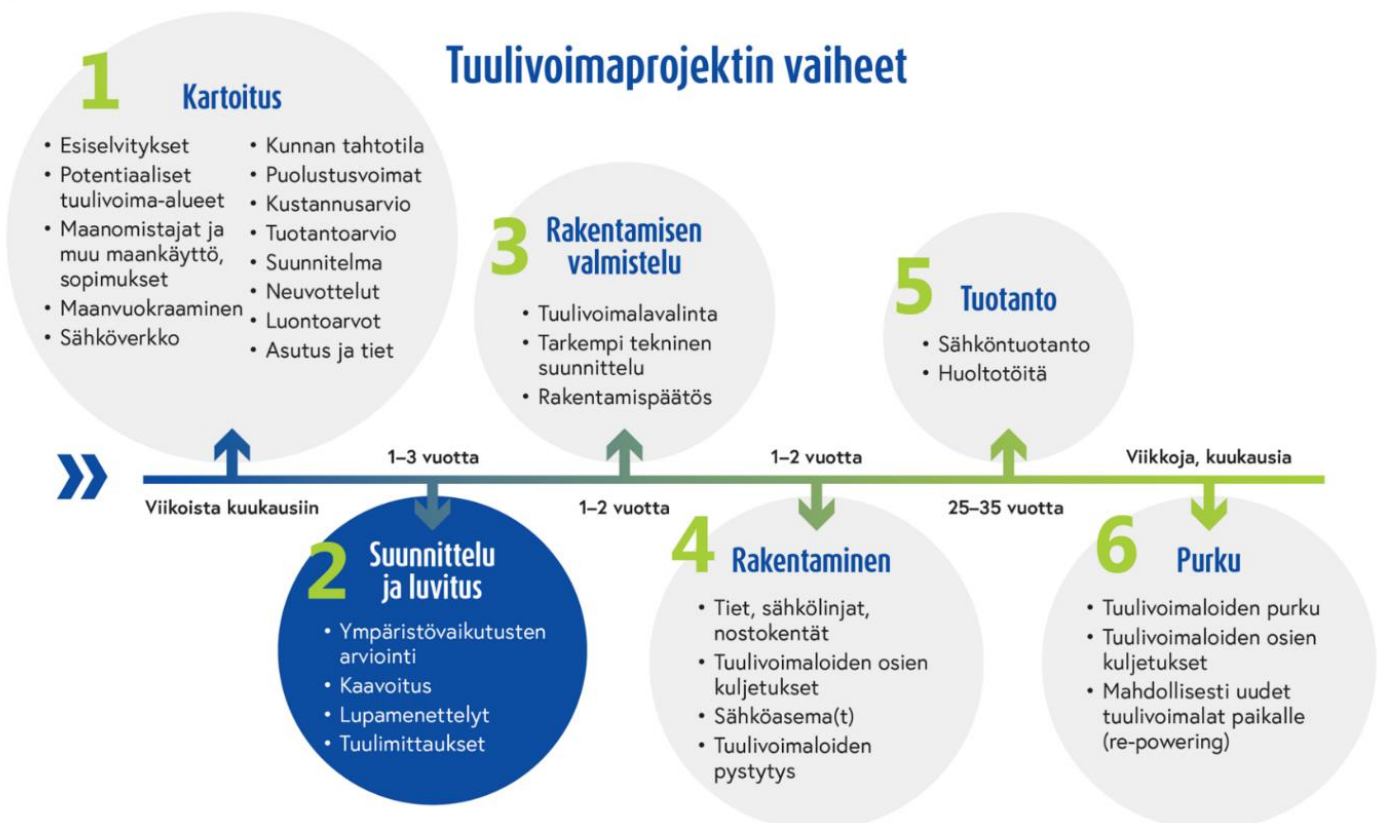 Tuulivoimaprojektin vaiheet
1
Kartoitus
• Esiselvitykset
• Potentiaaliset
tuulivoima-alueet
• Maanomistajat ja
muu maankäyttö,
sopimukset
• Maanvuokraaminen
• Sähköverkko
• Kunnan tahtotila
• Puolustusvoimat
• Kustannusarvio
• Tuotantoarvio
• Suunnitelma
• Neuvottelut
• Luontoarvot
• Asutus ja tiet
Viikoista kuukausiin
1–3 vuotta
2
Suunnittelu
ja luvitus
• Ympäristövaikutusten
arviointi
• Kaavoitus
• Lupamenettelyt
• Tuulimittaukset
3
Rakentamisen
valmistelu
• Tuulivoimalavalinta
• Tarkempi tekninen
suunnittelu
• Rakentamispäätös
1–2 vuotta
1–2 vuotta
4
Rakentaminen
• Tiet, sähkölinjat,
nostokentät
• Tuulivoimaloiden osien
kuljetukset
• Sähköasema(t)
• Tuulivoimaloiden
pystytys
5
Tuotanto
• Sähköntuotanto
• Huoltotöitä
25–35 vuotta
Viikkoja, kuukausia
6
Purku
• Tuulivoimaloiden purku
• Tuulivoimaloiden osien
kuljetukset
• Mahdollisesti uudet
tuulivoimalat paikalle
(re-powering)